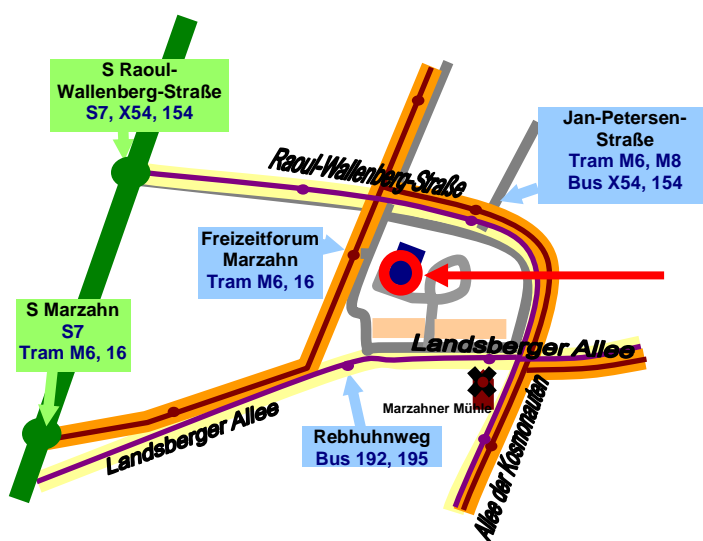 S Raoul-
Wallenberg-Straße
S7, X54, 154
Jan-Petersen-
Straße
Tram M6, M8
Bus X54, 154
Raoul-Wallenberg-Straße
Freizeitforum
Marzahn
Tram M6, 16
S Marzahn
S7
Tram M6, 16
Landsberger Allee
Marzahner Mühle
Landsberger Allee
Rebhuhnweg
Bus 192, 195
Allee der Kosmonauten